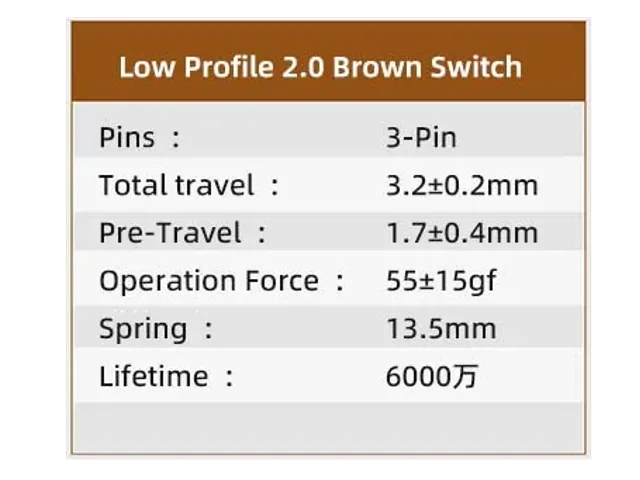 Low Profile 2.0 Brown Switch
Pins : 3-Pin
Total travel : 3.2±0.2mm
Pre-Travel : 1.7±0.4mm
Operation Force : 55±15gf
Spring : 13.5mm
Lifetime : 6000万